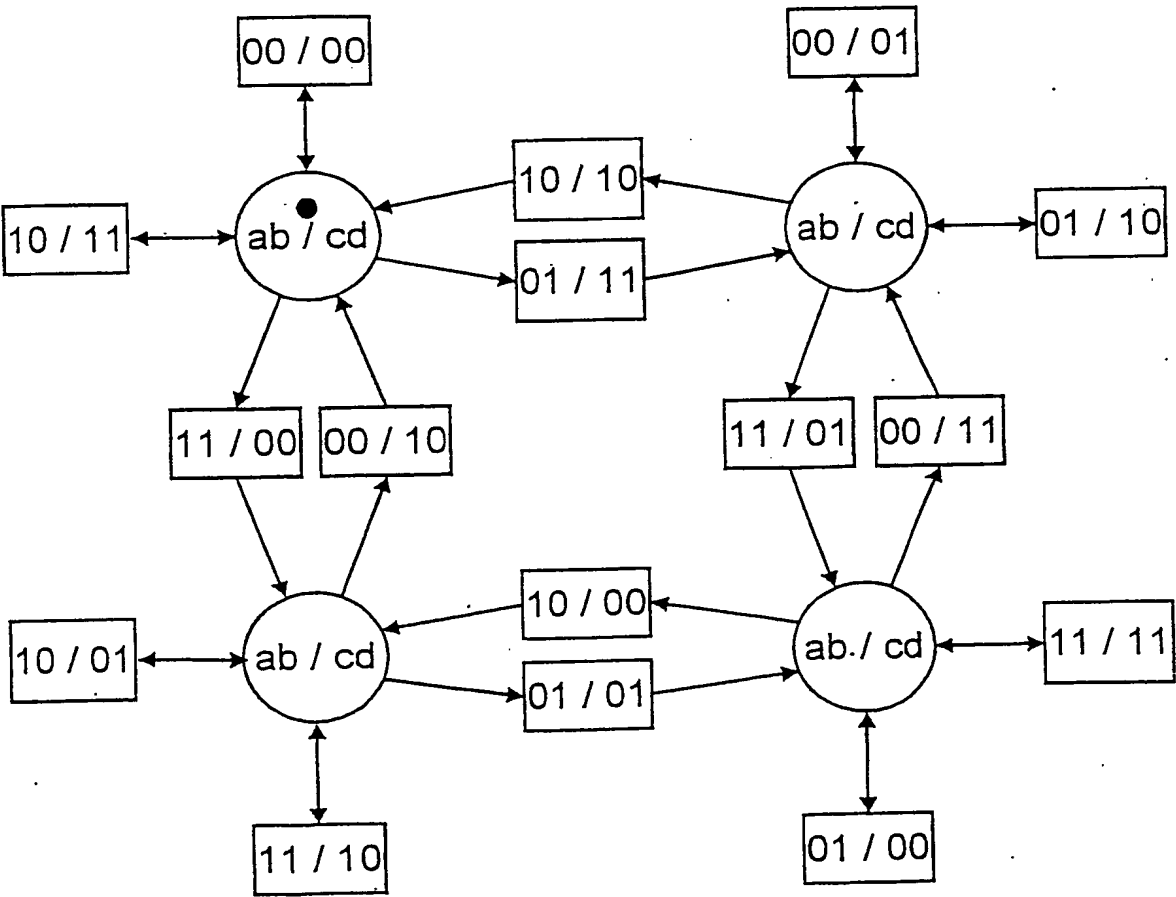 00 / 00
00 / 01
10 / 10
10 / 11
ab / cd
ab / cd
01 / 10
01 / 11
11 / 00
00 / 10
11 / 01
00 / 11
10 / 00
10 / 01
ab / cd
ab. / cd
11 / 11
01 / 01
11 / 10
01 / 00